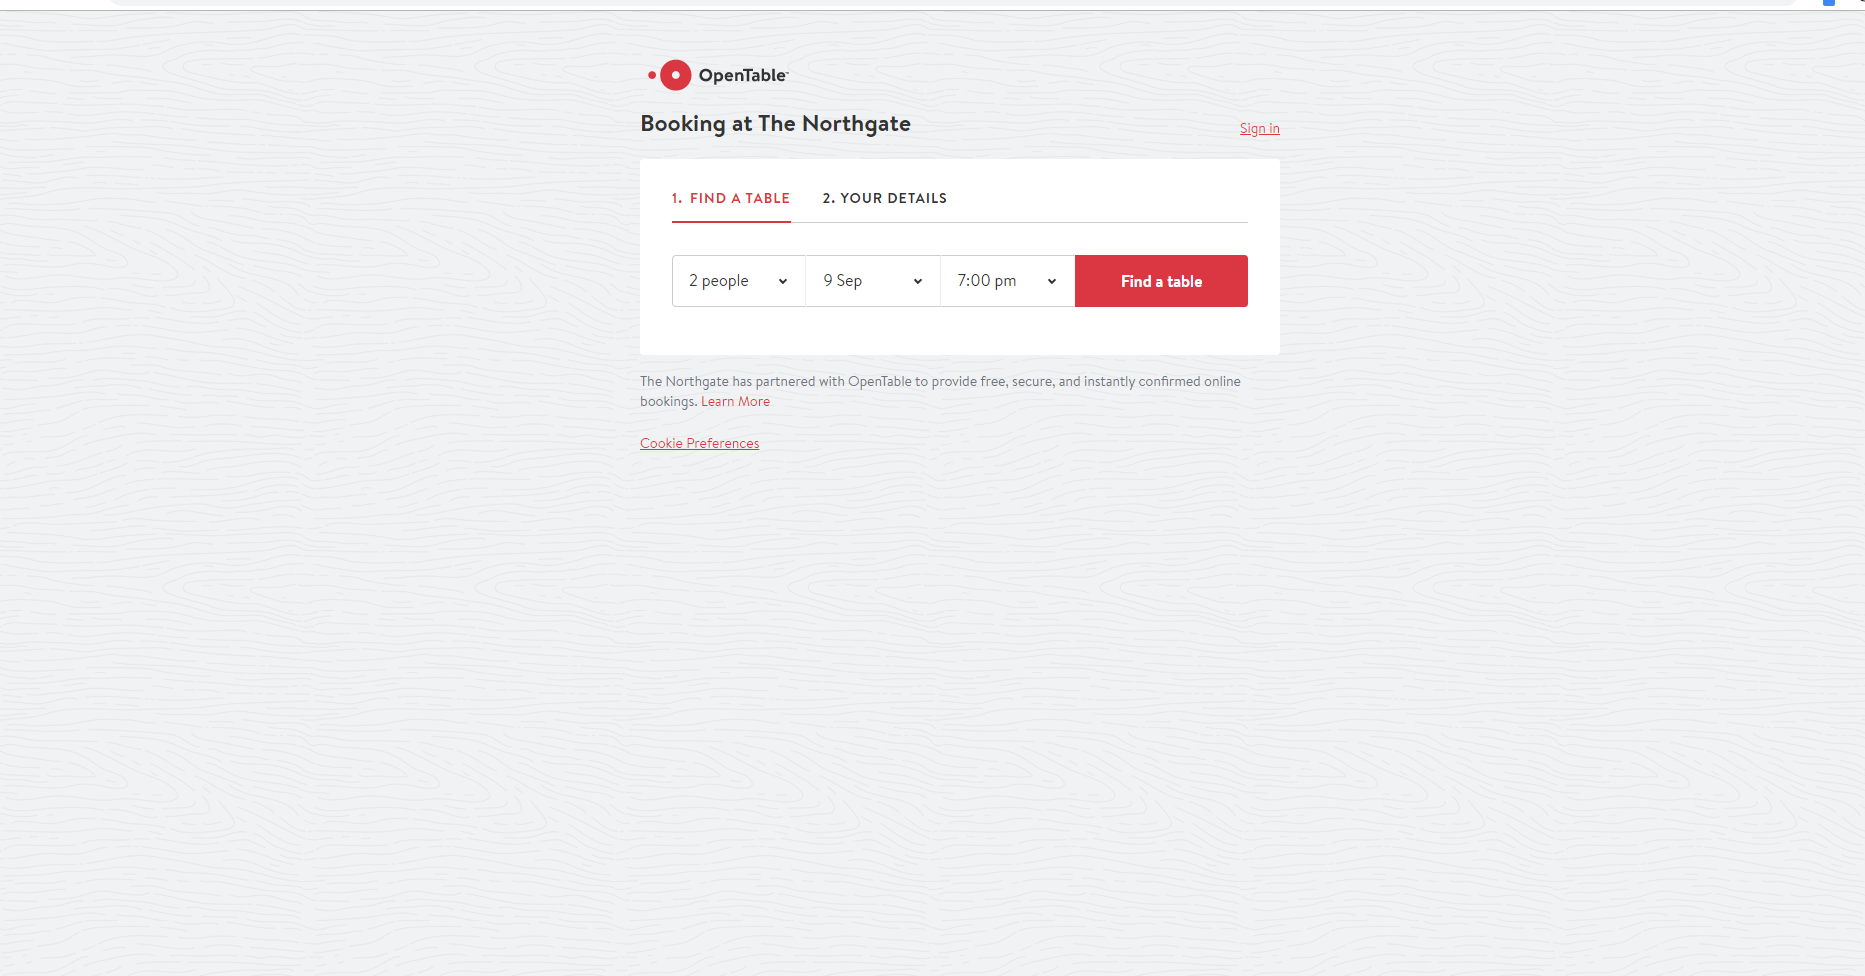 OpenTable
Booking at The Northgate
Sign in
1. FIND A TABLE
2. YOUR DETAILS
2 people
9 Sep
7:00 pm
Find a table
The Northgate has partnered with OpenTable to provide free, secure, and instantly confirmed online
bookings. Learn More
Cookie Preferences